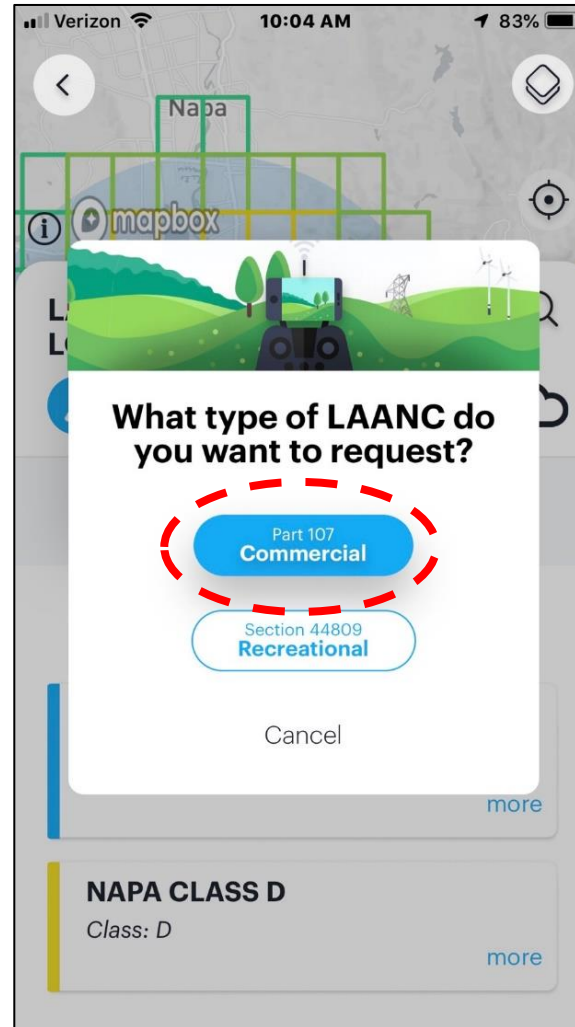 Verizon
10:04 AM
83%
Napa
mapbox
L
L
What type of LAANC do
you want to request?
Part 107
Commercial
Section 44809
Recreational
Cancel
more
NAPA CLASS D
Class: D
more